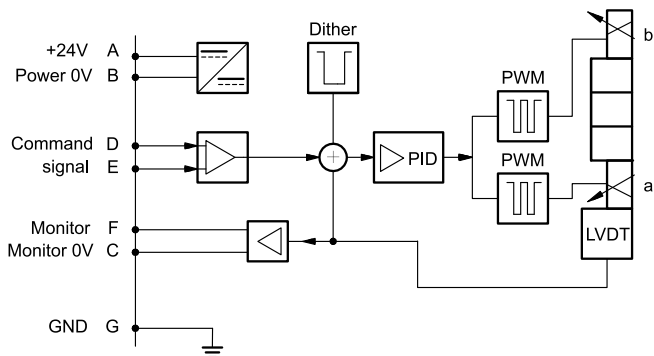 +24V A
Power 0V B
Dither
PWM
b
Command D
signal E
+
PID
PWM
a
Monitor F
Monitor 0V C
LVDT
GND G